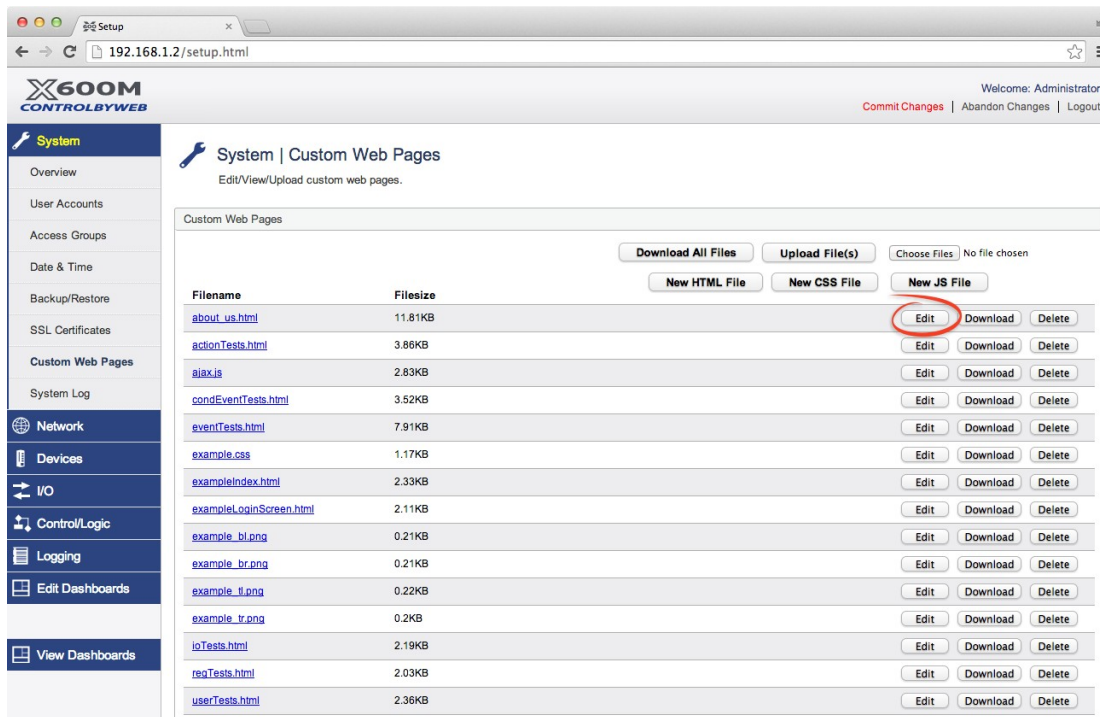 Setup
192.168.1.2/setup.html
X600M
CONTROLBYWEB
Welcome: Administrator
Commit Changes | Abandon Changes | Logout
System
Overview
User Accounts
Access Groups
Date & Time
Backup/Restore
SSL Certificates
Custom Web Pages
System Log
Network
Devices
I/O
Control/Logic
Logging
Edit Dashboards
View Dashboards
System | Custom Web Pages
Edit/View/Upload custom web pages.
Custom Web Pages
Download All Files Upload File(s) Choose Files No file chosen
New HTML File New CSS File New JS File
Filename Filesize
about_us.html 11.81KB Edit Download Delete
actionTests.html 3.86KB Edit Download Delete
ajax.js 2.83KB Edit Download Delete
condEventTests.html 3.52KB Edit Download Delete
eventTests.html 7.91KB Edit Download Delete
example.css 1.17KB Edit Download Delete
exampleIndex.html 2.33KB Edit Download Delete
exampleLoginScreen.html 2.11KB Edit Download Delete
example_bl.png 0.21KB Edit Download Delete
example_br.png 0.21KB Edit Download Delete
example_tl.png 0.22KB Edit Download Delete
example_tr.png 0.2KB Edit Download Delete
ioTests.html 2.19KB Edit Download Delete
regTests.html 2.03KB Edit Download Delete
userTests.html 2.36KB Edit Download Delete